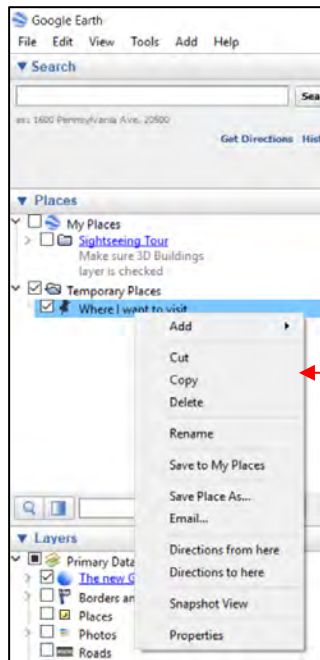 Google Earth
File Edit View Tools Add Help
Search
Sea
ex: 1600 Pennsylvania Ave, 20500
Get Directions His
Places
My Places
Sightseeing Tour
Make sure 3D Buildings
layer is checked
Temporary Places
Where I want to visit
Add
Cut
Copy
Delete
Rename
Save to My Places
Save Place As...
Email...
Directions from here
Directions to here
Snapshot View
Properties
Layers
Primary Data
The new G
Borders an
Places
Photos
Roads